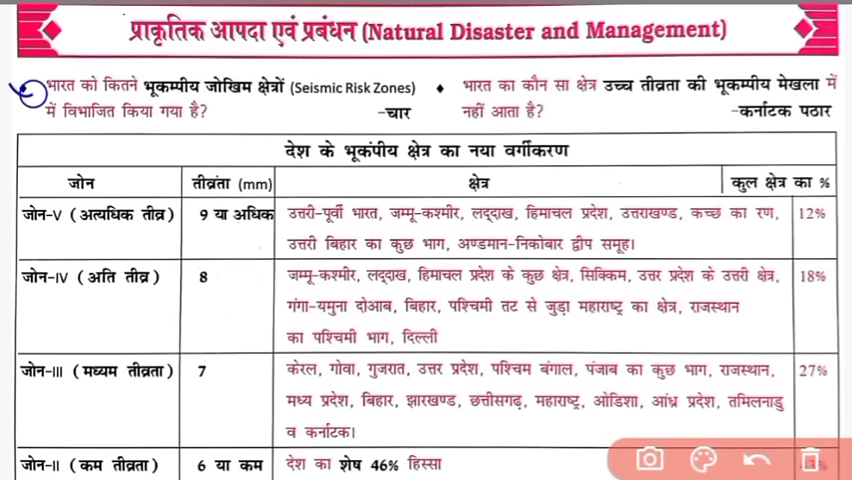 प्राकृतिक आपदा एवं प्रबंधन (Natural Disaster and Management)
भारत को कितने भूकम्पीय जोखिम क्षेत्रों (Seismic Risk Zones)
में विभाजित किया गया है? -चार
♦ भारत का कौन सा क्षेत्र उच्च तीव्रता की भूकम्पीय मेखला में
नहीं आता है? -कर्नाटक पठार
देश के भूकंपीय क्षेत्र का नया वर्गीकरण
जोन तीव्रंता (mm) क्षेत्र कुल क्षेत्र का %
जोन-V ( अत्यधिक तीव्र ) 9 या अधिक उत्तरी-पूर्वी भारत, जम्मू-कश्मीर, लद्दाख, हिमाचल प्रदेश, उत्तराखण्ड, कच्छ का रण, 12%
उत्तरी बिहार का कुछ भाग, अण्डमान-निकोबार द्वीप समूह।
जोन-IV ( अति तीव्र ) 8 जम्मू-कश्मीर, लद्दाख, हिमाचल प्रदेश के कुछ क्षेत्र, सिक्किम, उत्तर प्रदेश के उत्तरी क्षेत्र, 18%
गंगा-यमुना दोआब, बिहार, पश्चिमी तट से जुड़ा महाराष्ट्र का क्षेत्र, राजस्थान
का पश्चिमी भाग, दिल्ली
जोन-III ( मध्यम तीव्रता ) 7 केरल, गोवा, गुजरात, उत्तर प्रदेश, पश्चिम बंगाल, पंजाब का कुछ भाग, राजस्थान, 27%
मध्य प्रदेश, बिहार, झारखण्ड, छत्तीसगढ़, महाराष्ट्र, ओडिशा, आंध्र प्रदेश, तमिलनाडु
व कर्नाटक।
जोन-II ( कम तीव्रता ) 6 या कम देश का शेष 46% हिस्सा